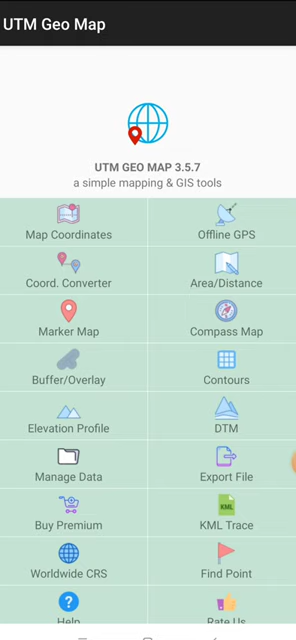 UTM Geo Map
UTM GEO MAP 3.5.7
a simple mapping & GIS tools
Map Coordinates
Offline GPS
Coord. Converter
Area/Distance
Marker Map
Compass Map
Buffer/Overlay
Contours
Elevation Profile
DTM
Manage Data
Export File
Buy Premium
KML
KML Trace
Worldwide CRS
Find Point
Help
Rate Us